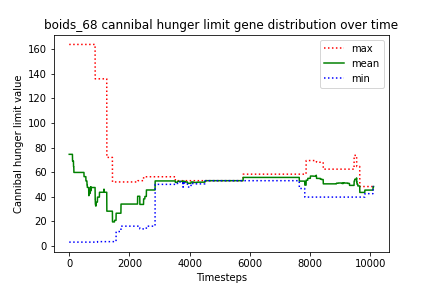 boids_68 cannibal hunger limit gene distribution over time
max
mean
min
Cannibal hunger limit value
160
140
120
100
80
60
40
20
0
0
2000
4000
6000
8000
10000
Timesteps